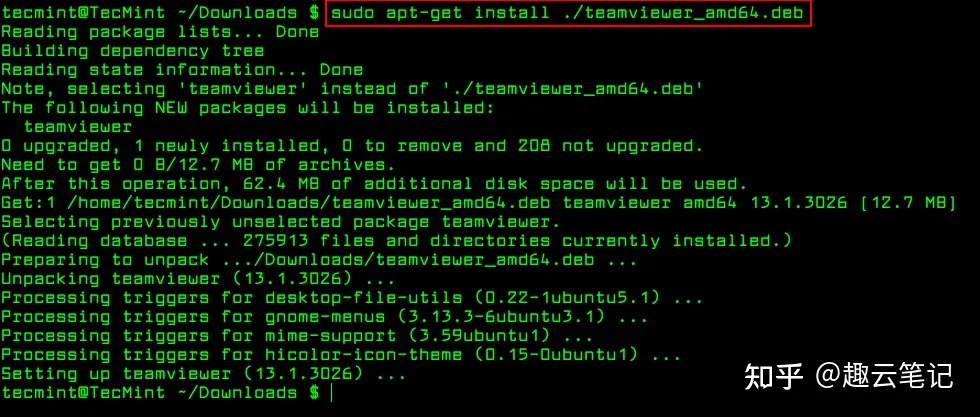 tecmint@TecMint ~/Downloads $ sudo apt-get install ./teamviewer_amd64.deb
Reading package lists... Done
Building dependency tree
Reading state information... Done
Note, selecting 'teamviewer' instead of './teamviewer_amd64.deb'
The following NEW packages will be installed:
  teamviewer
0 upgraded, 1 newly installed, 0 to remove and 208 not upgraded.
Need to get 0 B/12.7 MB of archives.
After this operation, 62.4 MB of additional disk space will be used.
Get:1 /home/tecmint/Downloads/teamviewer_amd64.deb teamviewer amd64 13.1.3026 [12.7 MB]
Selecting previously unselected package teamviewer.
(Reading database ... 275913 files and directories currently installed.)
Preparing to unpack .../Downloads/teamviewer_amd64.deb ...
Unpacking teamviewer (13.1.3026) ...
Processing triggers for desktop-file-utils (0.22-1ubuntu5.1) ...
Processing triggers for gnome-menus (3.13.3-6ubuntu3.1) ...
Processing triggers for mime-support (3.59ubuntu1) ...
Processing triggers for hicolor-icon-theme (0.15-0ubuntu1) ...
Setting up teamviewer (13.1.3026) ...
tecmint@TecMint ~/Downloads $
知乎 @趣云笔记